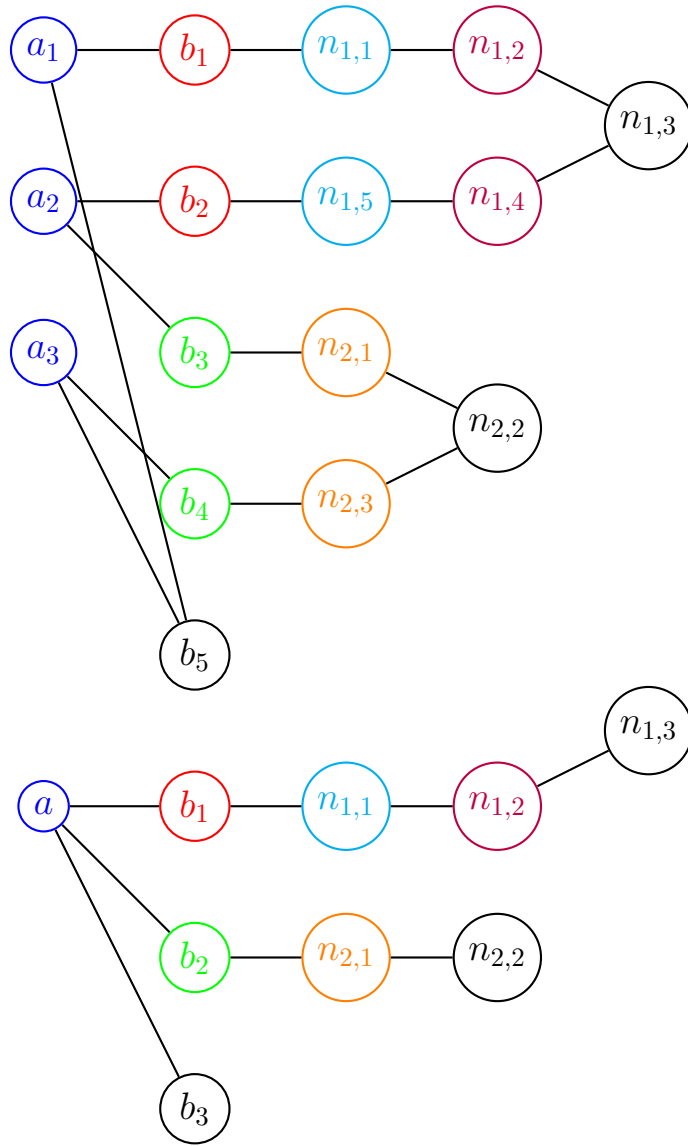 a₁ b₁ n₁,₁ n₁,₂
n₁,₃
a₂ b₂ n₁,₅ n₁,₄
a₃ b₃ n₂,₁
n₂,₂
b₄ n₂,₃
b₅
n₁,₃
a b₁ n₁,₁ n₁,₂
b₂ n₂,₁ n₂,₂
b₃